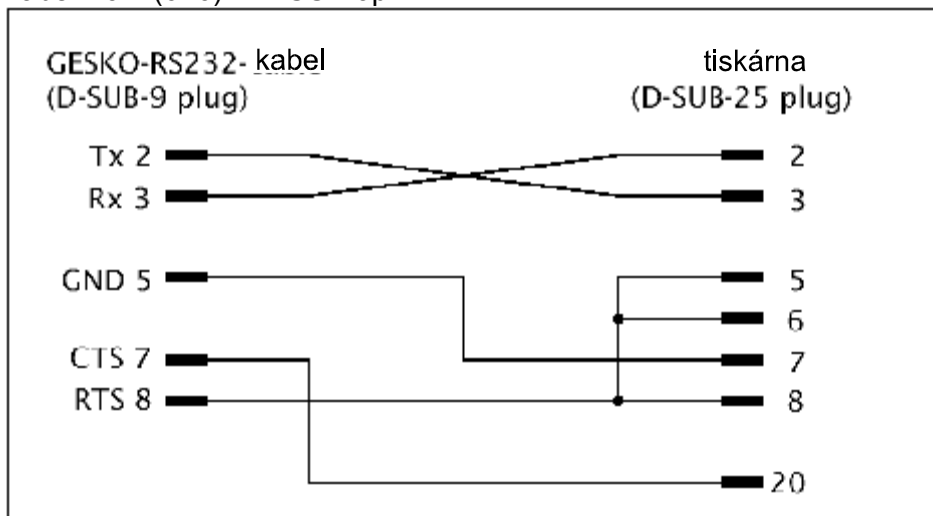 GESKO-RS232- kabel
(D-SUB-9 plug)
tiskárna
(D-SUB-25 plug)
Tx 2
2
Rx 3
3
GND 5
5
6
CTS 7
7
RTS 8
8
20